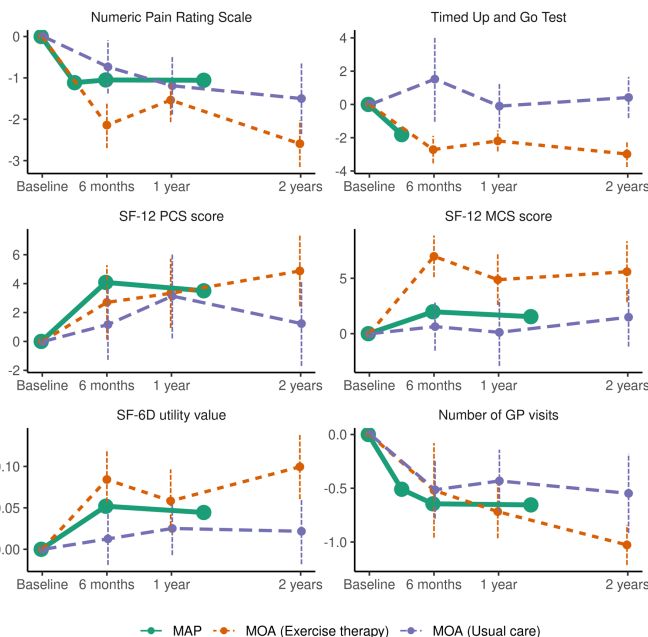 Numeric Pain Rating Scale
Timed Up and Go Test
0
-1
-2
-3
Baseline 6 months 1 year 2 years
4
2
0
-2
-4
Baseline 6 months 1 year 2 years
SF-12 PCS score
SF-12 MCS score
6
4
2
0
-2
Baseline 6 months 1 year 2 years
5
0
Baseline 6 months 1 year 2 years
SF-6D utility value
Number of GP visits
.10
.05
.00
Baseline 6 months 1 year 2 years
0.0
-0.5
-1.0
Baseline 6 months 1 year 2 years
MAP MOA (Exercise therapy) MOA (Usual care)